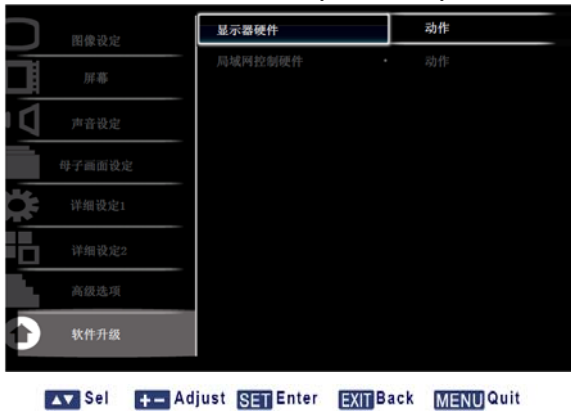 图像设定
屏幕
声音设定
母子画面设定
详细设定1
详细设定2
高级选项
软件升级
显示器硬件 动作
局域网控制硬件 · 动作
▲▼ Sel +− Adjust SET Enter EXIT Back MENU Quit